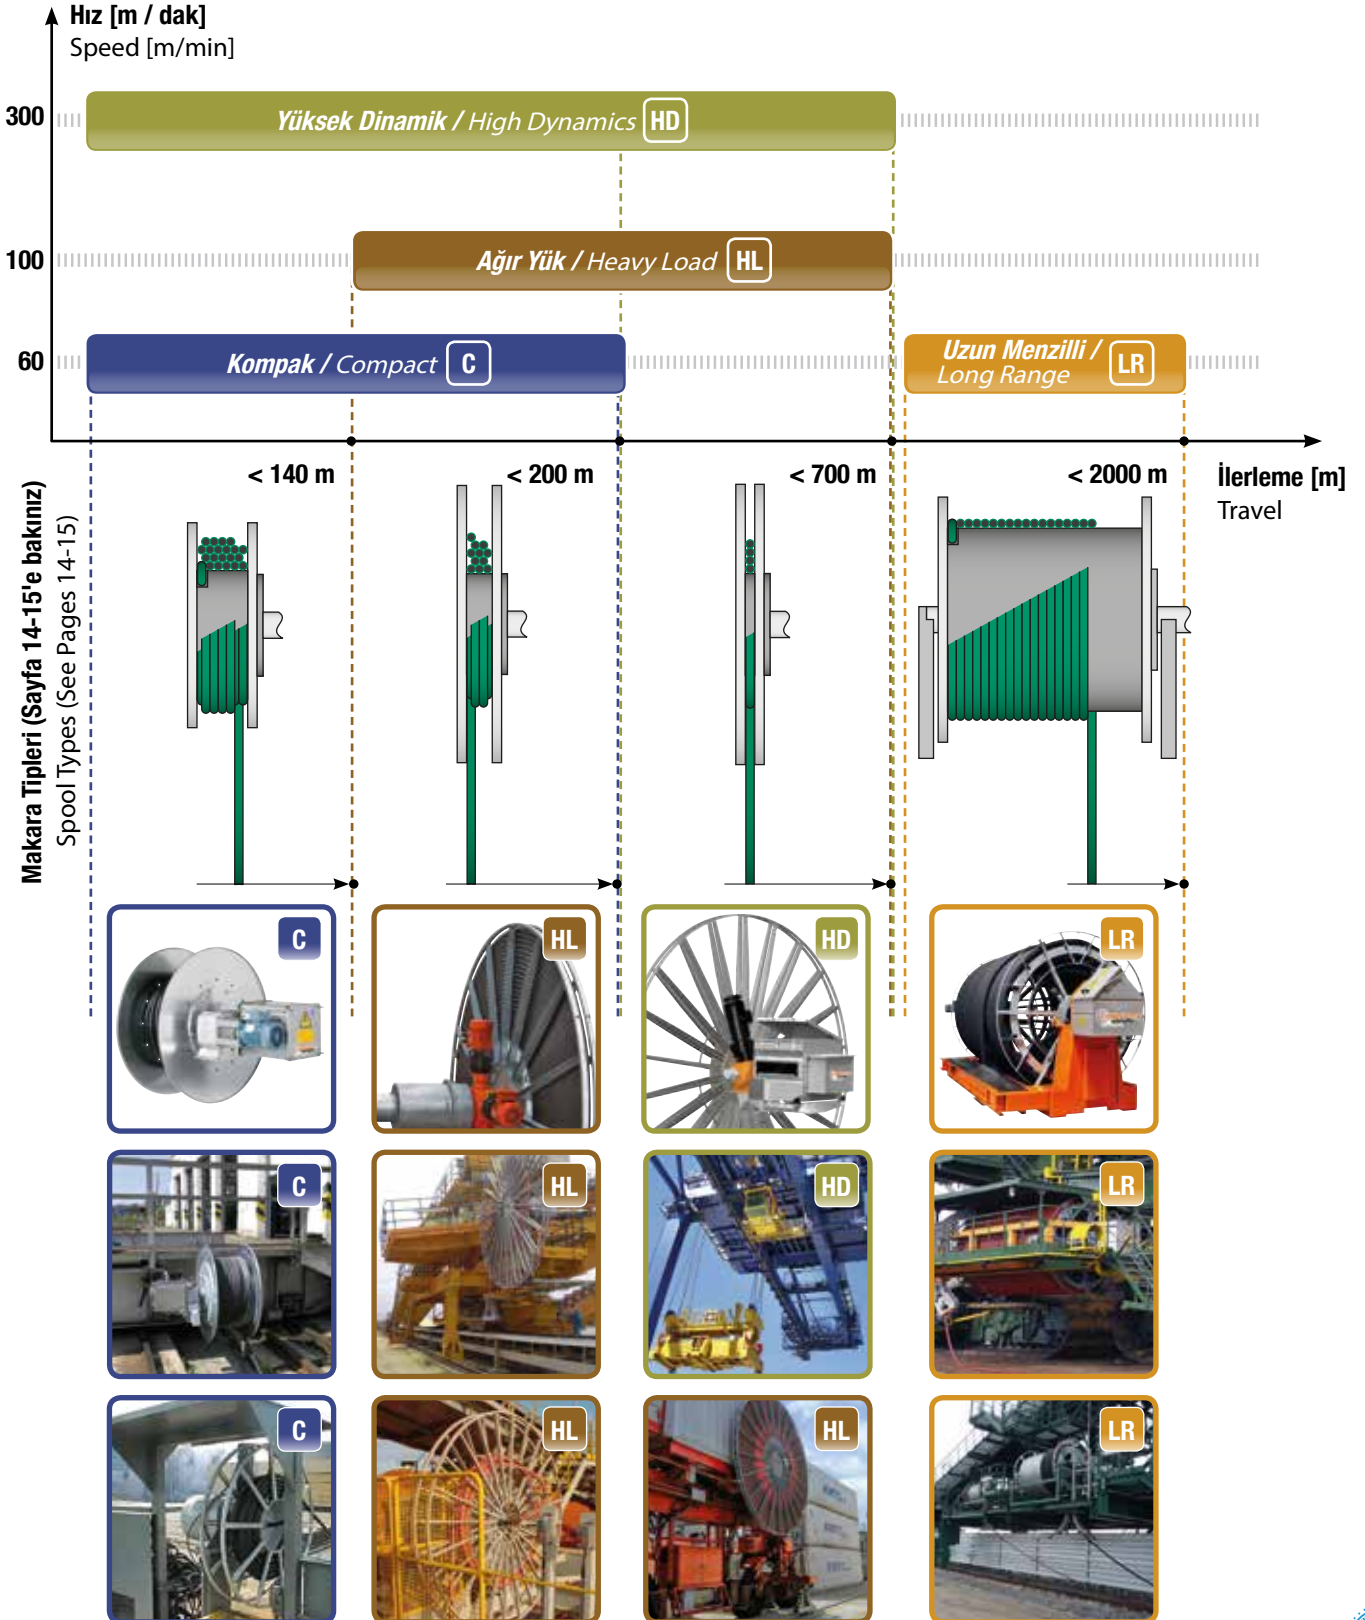 Hız [m / dak]
Speed [m/min]
300
Yüksek Dinamik / High Dynamics HD
100
Ağır Yük / Heavy Load HL
60
Kompak / Compact C
Uzun Menzilli /
Long Range LR
< 140 m
< 200 m
< 700 m
< 2000 m
İlerleme [m]
Travel
Makara Tipleri (Sayfa 14-15'e bakınız)
Spool Types (See Pages 14-15)
C
HL
HD
LR
C
HL
HD
LR
C
HL
HL
LR